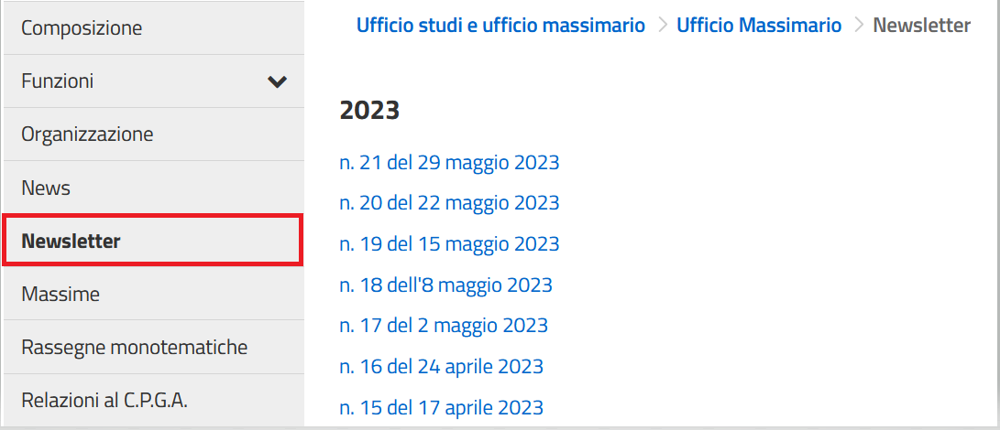 Composizione
Funzioni
Organizzazione
News
Newsletter
Massime
Rassegne monotematiche
Relazioni al C.P.G.A.
Ufficio studi e ufficio massimario > Ufficio Massimario > Newsletter
2023
n. 21 del 29 maggio 2023
n. 20 del 22 maggio 2023
n. 19 del 15 maggio 2023
n. 18 dell'8 maggio 2023
n. 17 del 2 maggio 2023
n. 16 del 24 aprile 2023
n. 15 del 17 aprile 2023